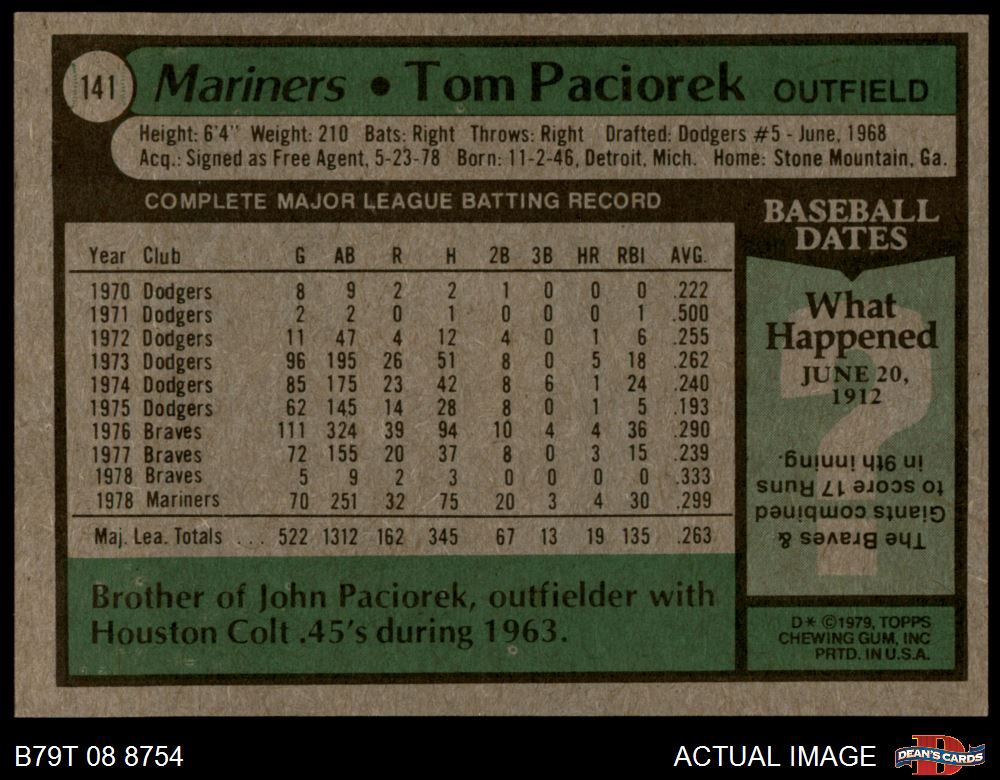 141 Mariners • Tom Paciorek OUTFIELD
Height: 6'4" Weight: 210 Bats: Right Throws: Right Drafted: Dodgers #5 - June, 1968
Acq.: Signed as Free Agent, 5-23-78 Born: 11-2-46, Detroit, Mich. Home: Stone Mountain, Ga.
COMPLETE MAJOR LEAGUE BATTING RECORD
Year Club G AB R H 2B 3B HR RBI AVG.
1970 Dodgers 8 9 2 2 1 0 0 0 .222
1971 Dodgers 2 2 0 1 0 0 0 1 .500
1972 Dodgers 11 47 4 12 4 0 1 6 .255
1973 Dodgers 96 195 26 51 8 0 5 18 .262
1974 Dodgers 85 175 23 42 8 6 1 24 .240
1975 Dodgers 62 145 14 28 8 0 1 5 .193
1976 Braves 111 324 39 94 10 4 4 36 .290
1977 Braves 72 155 20 37 8 0 3 15 .239
1978 Braves 5 9 2 3 0 0 0 0 .333
1978 Mariners 70 251 32 75 20 3 4 30 .299
Maj. Lea. Totals . . . 522 1312 162 345 67 13 19 135 .263
Brother of John Paciorek, outfielder with
Houston Colt .45's during 1963.
BASEBALL
DATES
What
Happened
JUNE 20,
1912
The Braves &
Giants combined
to score 17 Runs
in 9th inning.
D* ©1979, TOPPS
CHEWING GUM, INC
PRTD. IN U.S.A.
B79T 08 8754
ACTUAL IMAGE
D
DEAN'S CARDS